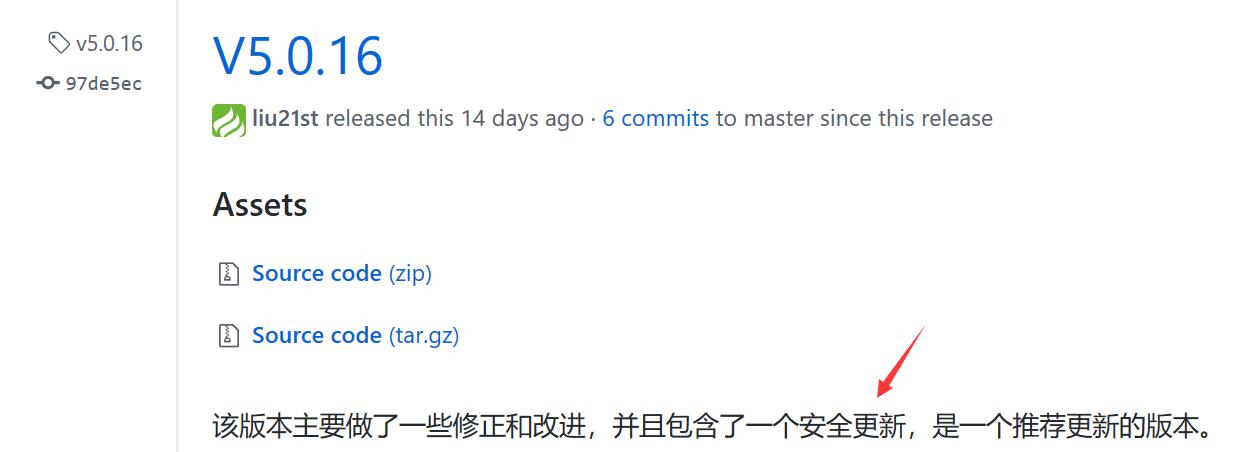 v5.0.16
97de5ec
V5.0.16
liu21st released this 14 days ago · 6 commits to master since this release
Assets
Source code (zip)
Source code (tar.gz)
该版本主要做了一些修正和改进，并且包含了一个安全更新，是一个推荐更新的版本。